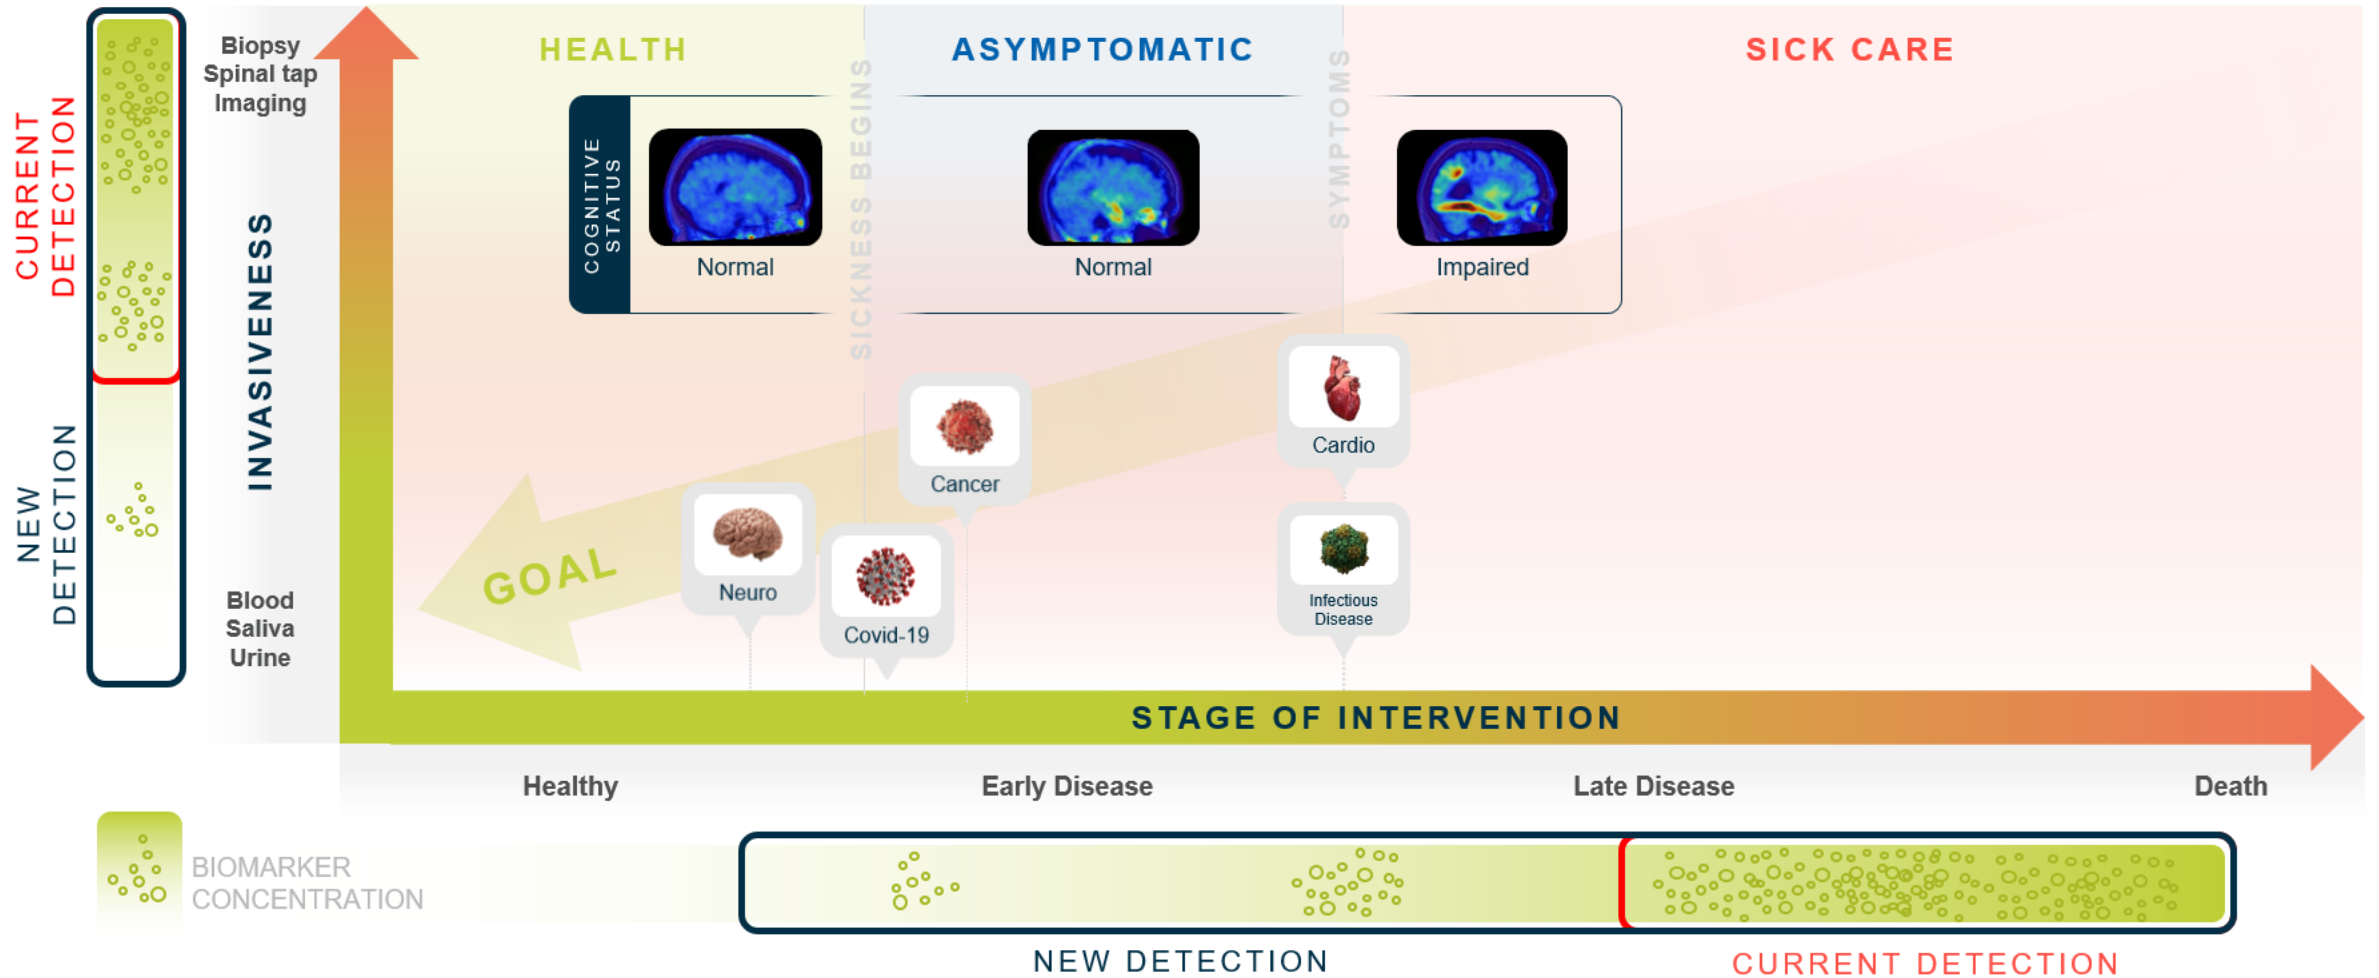 HEALTH
ASYMPTOMATIC
SICK CARE
Biopsy
Spinal tap
Imaging
CURRENT
DETECTION
NEW
DETECTION
INVASIVENESS
Blood
Saliva
Urine
COGNITIVE
STATUS
Normal
SICKNESS BEGINS
Normal
SYMPTOMS
Impaired
GOAL
Neuro
Covid-19
Cancer
Cardio
Infectious
Disease
STAGE OF INTERVENTION
Healthy
Early Disease
Late Disease
Death
BIOMARKER
CONCENTRATION
NEW DETECTION
CURRENT DETECTION